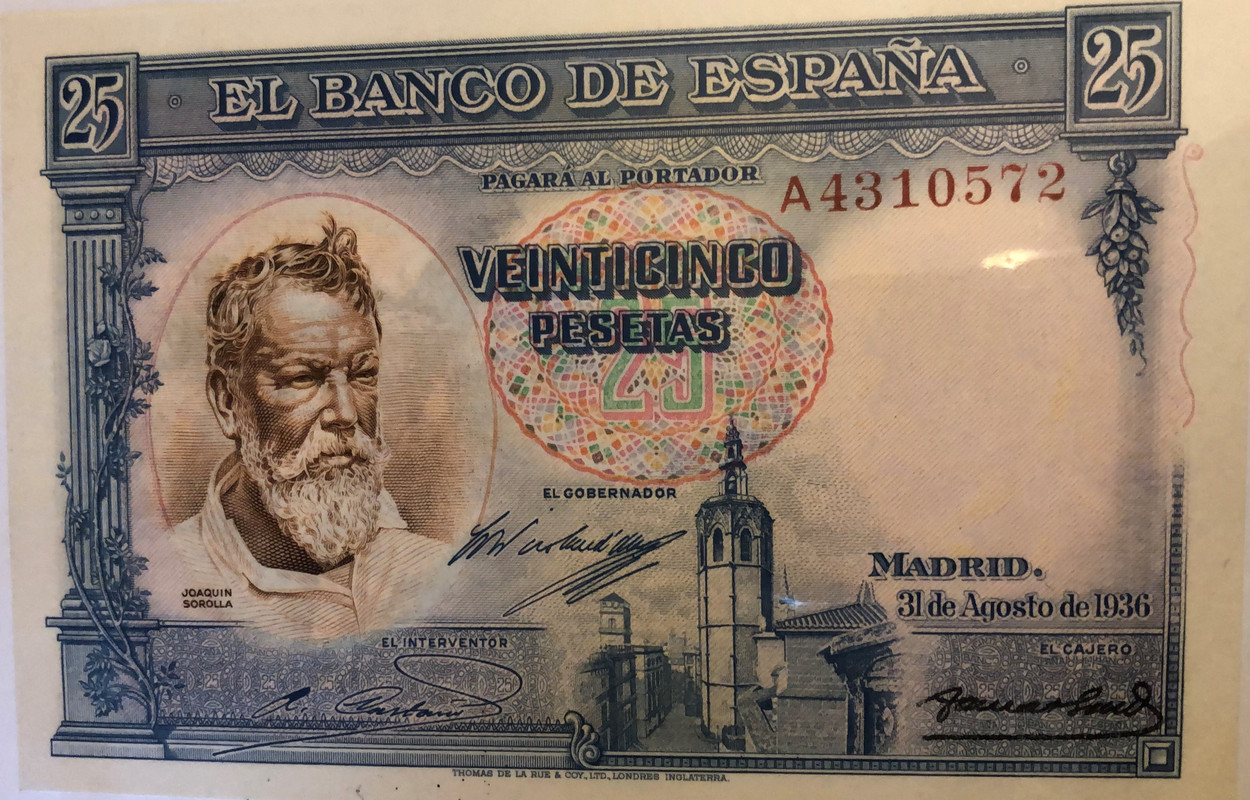 25 EL BANCO DE ESPAÑA 25
PAGARÁ AL PORTADOR
A4310572
VEINTICINCO
PESETAS
25
EL GOBERNADOR
JOAQUIN
SOROLLA
MADRID.
31 de Agosto de 1936
EL INTERVENTOR
EL CAJERO
THOMAS DE LA RUE & COY., LTD., LONDRES INGLATERRA.